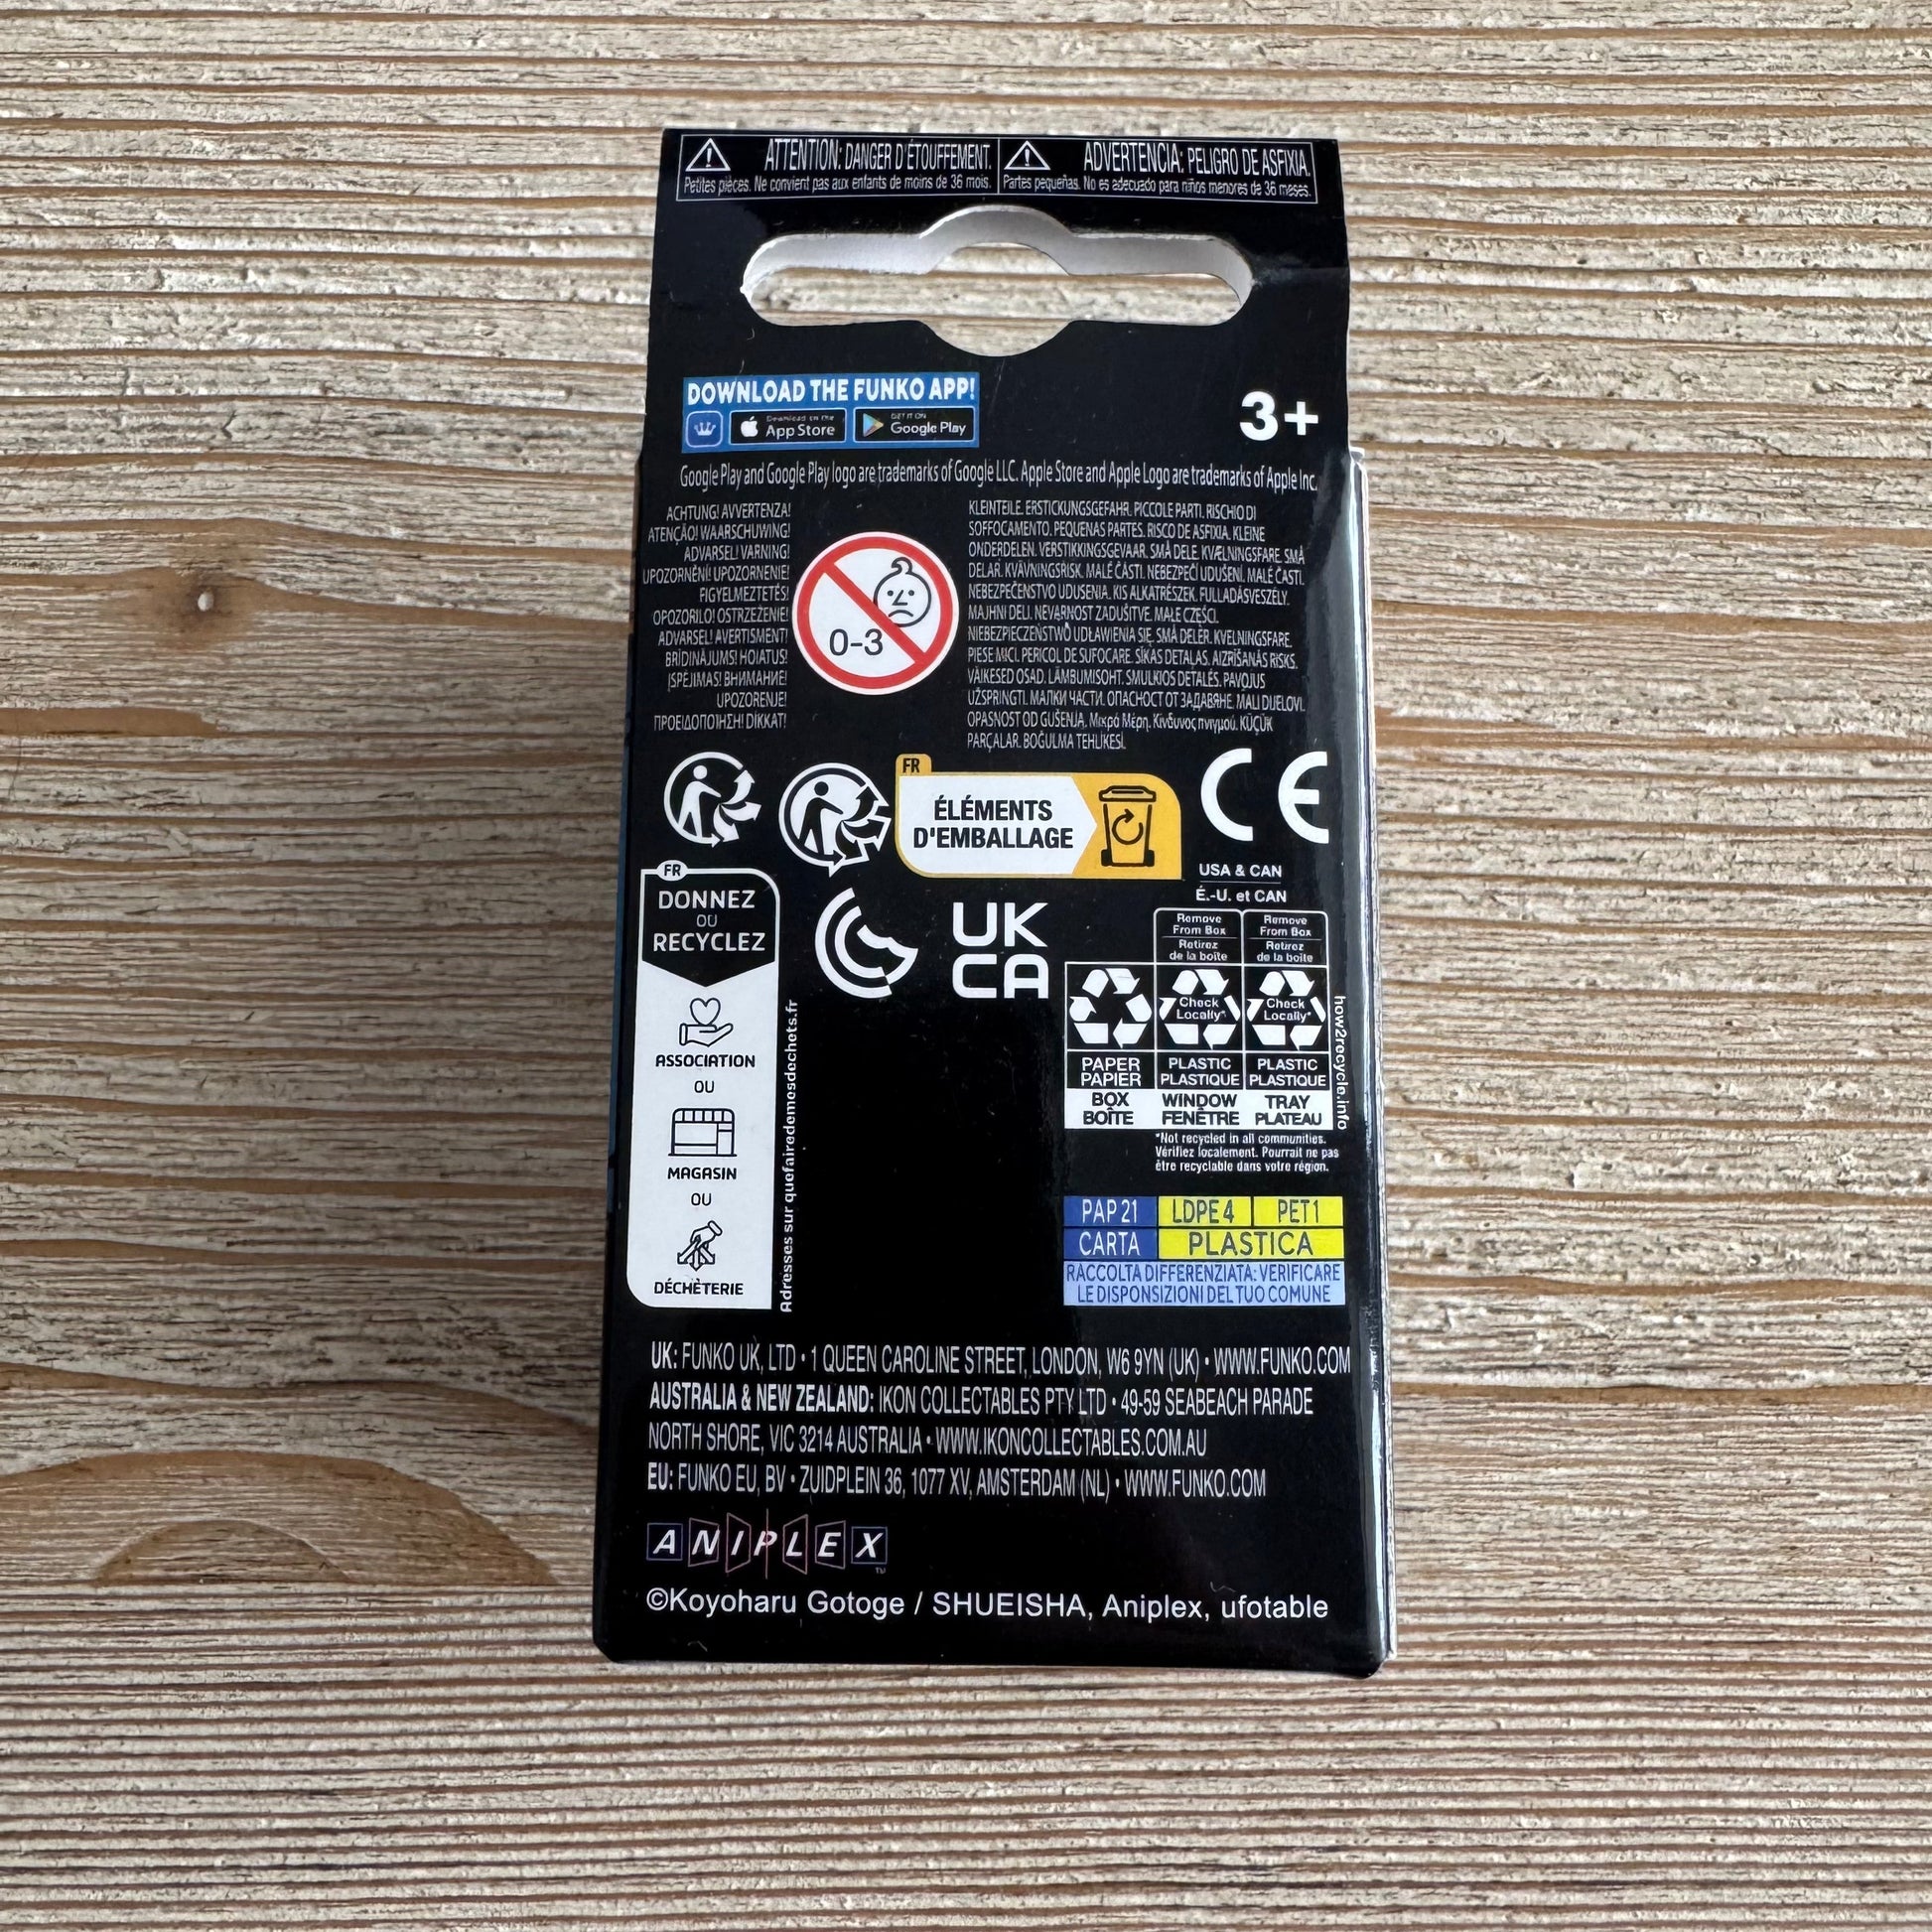 ATTENTION: DANGER D'ÉTOUFFEMENT.
Petites pièces. Ne convient pas aux enfants de moins de 36 mois.
ADVERTENCIA: PELIGRO DE ASFIXIA.
Partes pequeñas. No es adecuado para niños menores de 36 meses.
DOWNLOAD THE FUNKO APP!
Download on the
App Store
GET IT ON
Google Play
3+
Google Play and Google Play logo are trademarks of Google LLC. Apple Store and Apple Logo are trademarks of Apple Inc.
ACHTUNG! AVVERTENZA!
ATENÇÃO! WAARSCHUWING!
ADVARSEL! VARNING!
UPOZORNĚNÍ! UPOZORNENIE!
FIGYELMEZTETÉS!
OPOZORILO! OSTRZEŻENIE!
ADVARSEL! AVERTISMENT!
BRĪDINĀJUMS! HOIATUS!
ĮSPĖJIMAS! ВНИМАНИЕ!
UPOZORENJE!
ΠΡΟΕΙΔΟΠΟΊΗΣΗ! DİKKAT!
0-3
KLEINTEILE. ERSTICKUNGSGEFAHR. PICCOLE PARTI. RISCHIO DI
SOFFOCAMENTO. PEQUENAS PARTES. RISCO DE ASFIXIA. KLEINE
ONDERDELEN. VERSTIKKINGSGEVAAR. SMÅ DELE. KVÆLNINGSFARE. SMÅ
DELAR. KVÄVNINGSRISK. MALÉ ČÁSTI. NEBEZPEČÍ UDUŠENÍ. MALÉ ČASTI.
NEBEZPEČENSTVO UDUSENIA. KIS ALKATRÉSZEK. FULLADÁSVESZÉLY.
MAJHNI DELI. NEVARNOST ZADUŠITVE. MAŁE CZĘŚCI.
NIEBEZPIECZEŃSTWO UDŁAWIENIA SIĘ. SMÅ DELER. KVELNINGSFARE.
PIESE MICI. PERICOL DE SUFOCARE. SĪKAS DETAĻAS. AIZRĪŠANĀS RISKS.
VÄIKESED OSAD. LÄMBUMISOHT. SMULKIOS DETALĖS. PAVOJUS
UŽSPRINGTI. МАЛКИ ЧАСТИ. ОПАСНОСТ ОТ ЗАДАВЯНЕ. MALI DIJELOVI.
OPASNOST OD GUŠENJA. Μικρά Μέρη. Κίνδυνος πνιγμού. KÜÇÜK
PARÇALAR. BOĞULMA TEHLİKESİ.
FR
ÉLÉMENTS
D'EMBALLAGE
CE
FR
DONNEZ
OU
RECYCLEZ
ASSOCIATION
OU
MAGASIN
OU
DÉCHÈTERIE
Adresses sur quefairedemesdechets.fr
UK
CA
USA & CAN
É.-U. et CAN
Remove
From Box
Retirez
de la boîte
Remove
From Box
Retirez
de la boîte
Check
Locally*
Check
Locally*
PAPER
PAPIER
PLASTIC
PLASTIQUE
PLASTIC
PLASTIQUE
BOX
BOÎTE
WINDOW
FENÊTRE
TRAY
PLATEAU
how2recycle.info
*Not recycled in all communities.
Vérifiez localement. Pourrait ne pas
être recyclable dans votre région.
PAP 21
LDPE 4
PET1
CARTA
PLASTICA
RACCOLTA DIFFERENZIATA: VERIFICARE
LE DISPONSIZIONI DEL TUO COMUNE
UK: FUNKO UK, LTD • 1 QUEEN CAROLINE STREET, LONDON, W6 9YN (UK) • WWW.FUNKO.COM
AUSTRALIA & NEW ZEALAND: IKON COLLECTABLES PTY LTD • 49-59 SEABEACH PARADE
NORTH SHORE, VIC 3214 AUSTRALIA • WWW.IKONCOLLECTABLES.COM.AU
EU: FUNKO EU, BV • ZUIDPLEIN 36, 1077 XV, AMSTERDAM (NL) • WWW.FUNKO.COM
ANIPLEX™
©Koyoharu Gotoge / SHUEISHA, Aniplex, ufotable